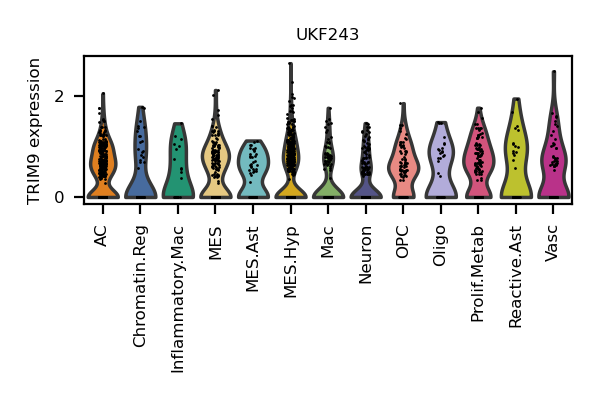 UKF243
TRIM9 expression
2
0
AC
Chromatin.Reg
Inflammatory.Mac
MES
MES.Ast
MES.Hyp
Mac
Neuron
OPC
Oligo
Prolif.Metab
Reactive.Ast
Vasc